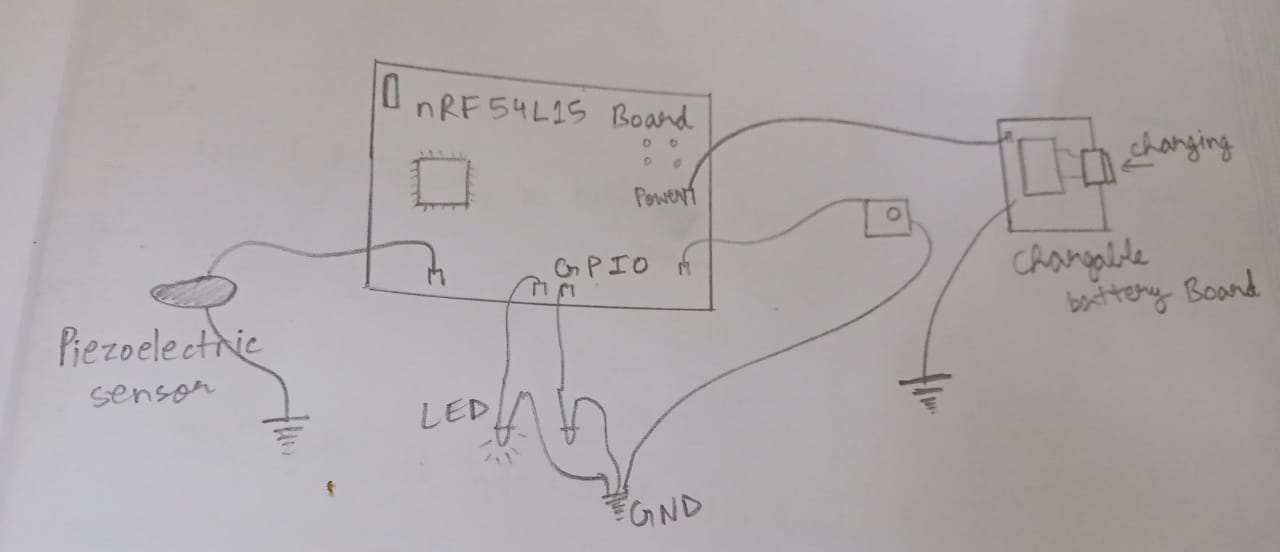 nRF54L15 Board
Power
changing
GPIO
changable
battery Board
Piezoelectric
sensor
LED
GND